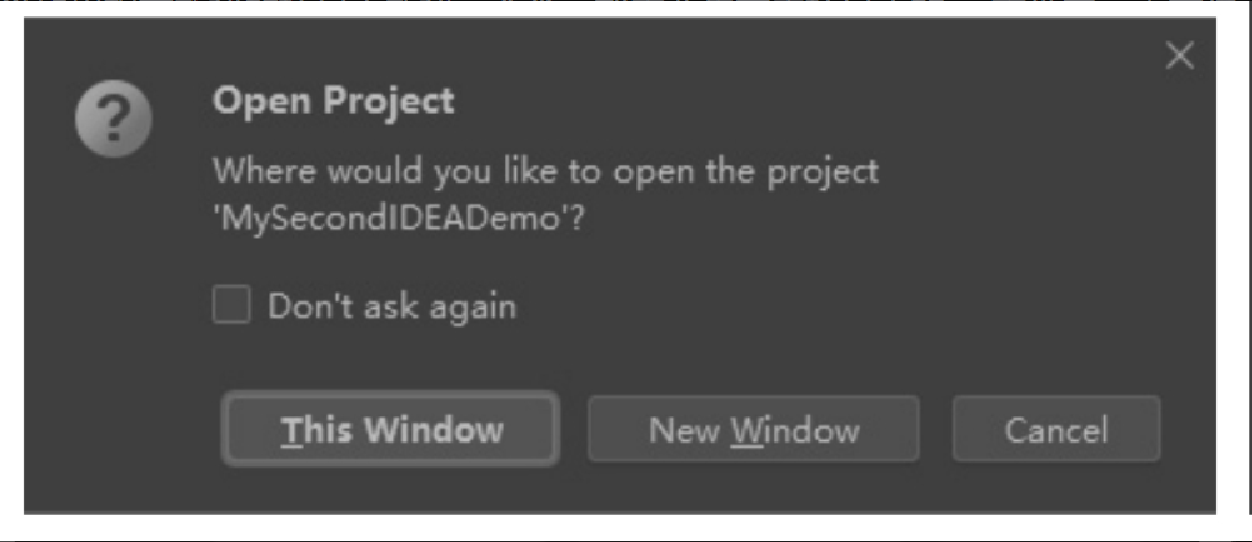 Open Project
Where would you like to open the project
'MySecondIDEADemo'?
Don't ask again
This Window
New Window
Cancel